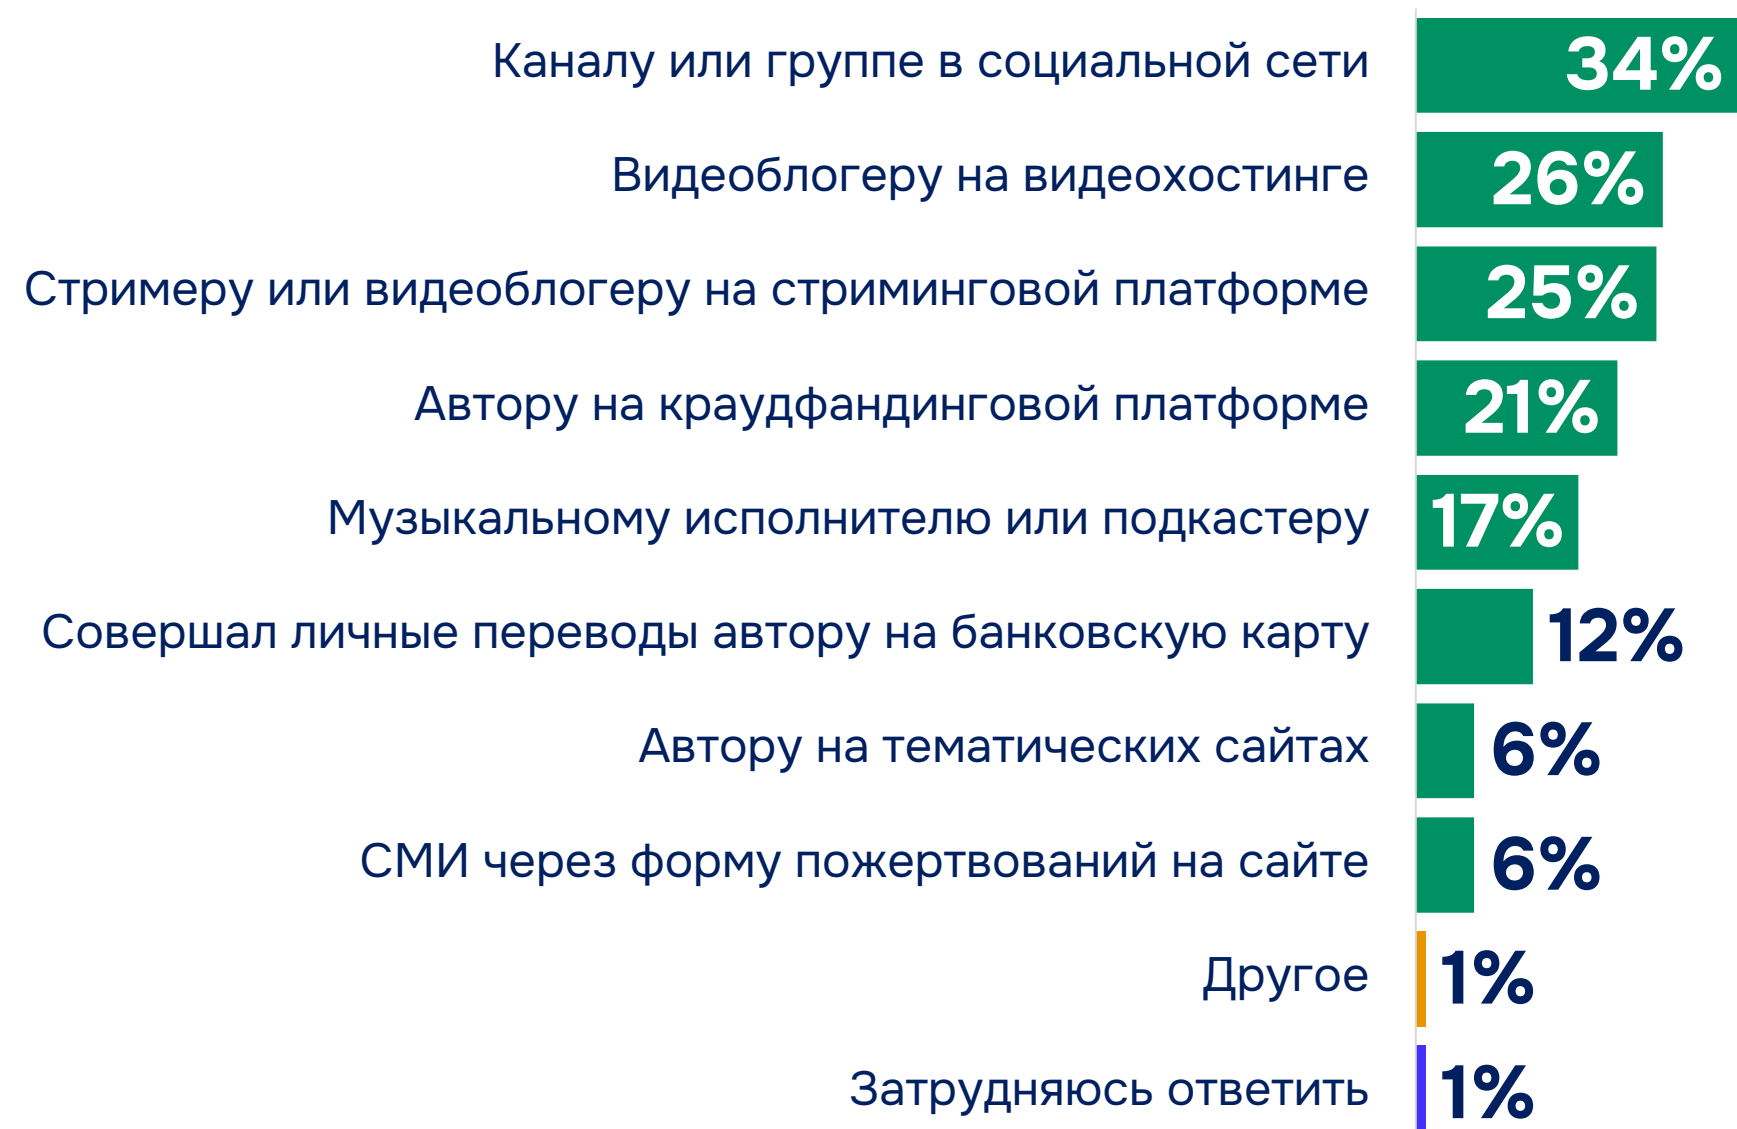 Каналу или группе в социальной сети 34%
Видеоблогеру на видеохостинге 26%
Стримеру или видеоблогеру на стриминговой платформе 25%
Автору на краудфандинговой платформе 21%
Музыкальному исполнителю или подкастеру 17%
Совершал личные переводы автору на банковскую карту 12%
Автору на тематических сайтах 6%
СМИ через форму пожертвований на сайте 6%
Другое 1%
Затрудняюсь ответить 1%